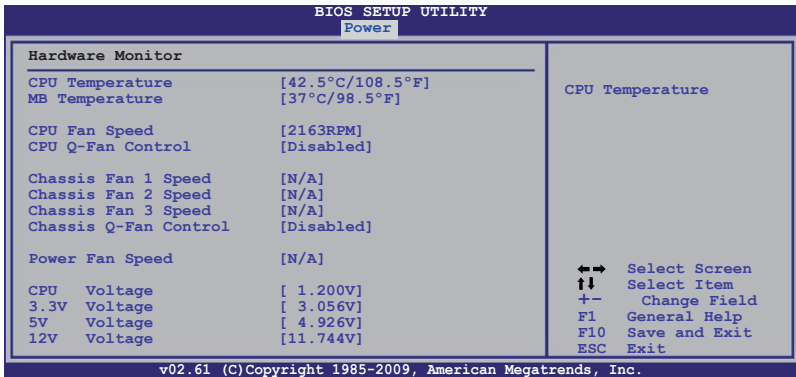 BIOS SETUP UTILITY
Power
Hardware Monitor
CPU Temperature [42.5°C/108.5°F]
MB Temperature [37°C/98.5°F]
CPU Fan Speed [2163RPM]
CPU Q-Fan Control [Disabled]
Chassis Fan 1 Speed [N/A]
Chassis Fan 2 Speed [N/A]
Chassis Fan 3 Speed [N/A]
Chassis Q-Fan Control [Disabled]
Power Fan Speed [N/A]
CPU Voltage [ 1.200V]
3.3V Voltage [ 3.056V]
5V Voltage [ 4.926V]
12V Voltage [11.744V]
CPU Temperature
←→ Select Screen
↑↓ Select Item
+- Change Field
F1 General Help
F10 Save and Exit
ESC Exit
v02.61 (C)Copyright 1985-2009, American Megatrends, Inc.